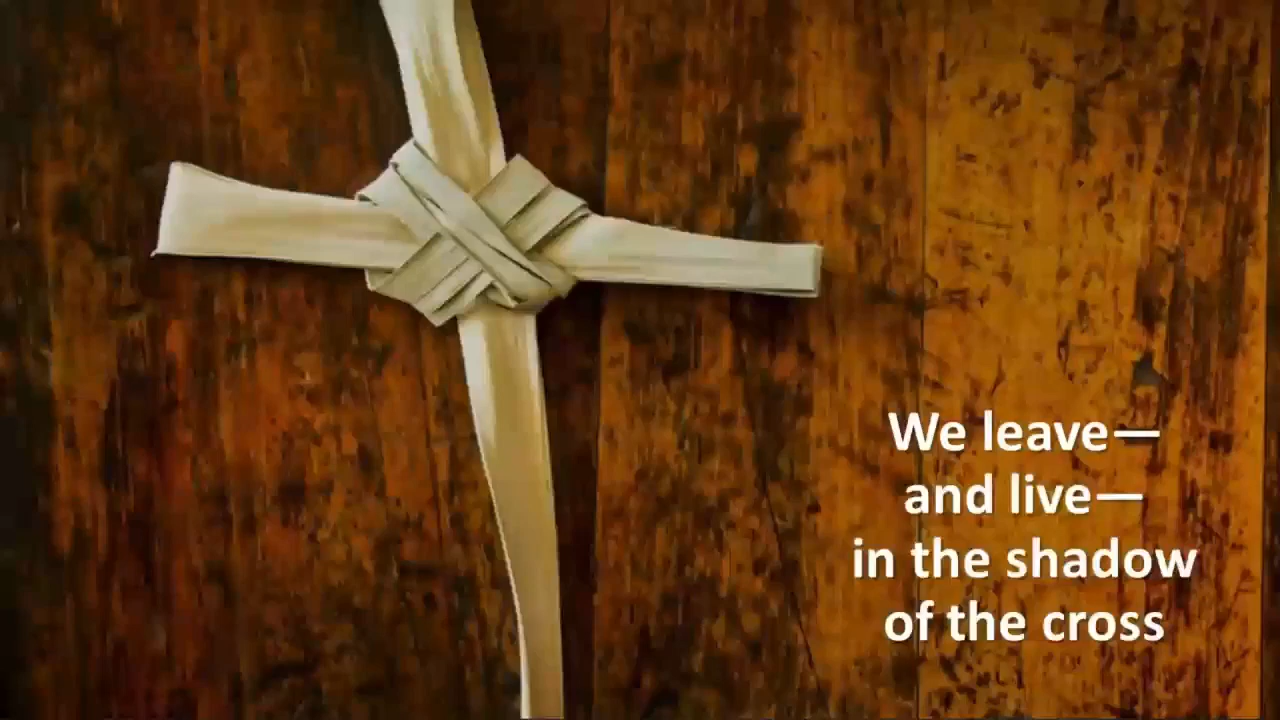 We leave—
and live—
in the shadow
of the cross